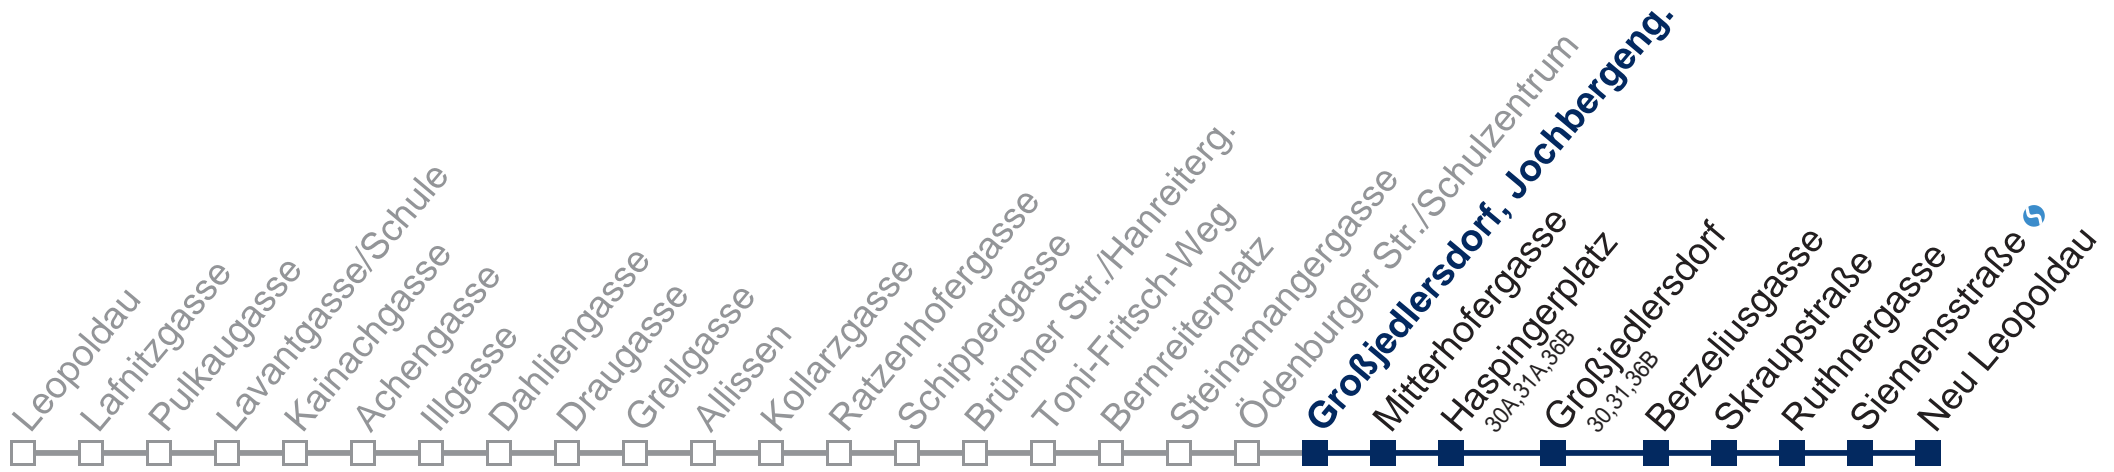 Leopoldau
Lafnitzgasse
Pulkaugasse
Lavantgasse/Schule
Kainachgasse
Achengasse
Illgasse
Dahliengasse
Draugasse
Grellgasse
Allissen
Kollarzgasse
Ratzenhofergasse
Schippergasse
Brünner Str./Hanreiterg.
Toni-Fritsch-Weg
Bernreiterplatz
Steinamangergasse
Ödenburger Str./Schulzentrum
Großjedlersdorf, Jochbergeng.
Mitterhofergasse
Haspingerplatz
30A,31A,36B
Großjedlersdorf
30,31,36B
Berzeliusgasse
Skraupstraße
Ruthnergasse
Siemensstraße
Neu Leopoldau